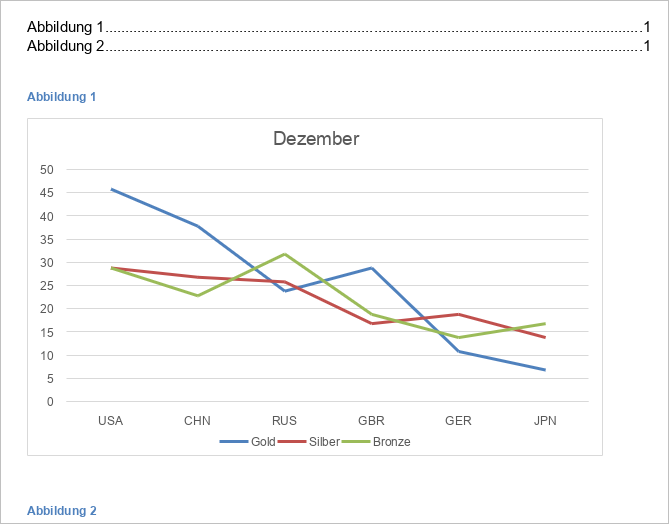 Abbildung 1......................................................................................................................................1
Abbildung 2......................................................................................................................................1
Abbildung 1
Dezember
50
45
40
35
30
25
20
15
10
5
0
USA CHN RUS GBR GER JPN
Gold Silber Bronze
Abbildung 2